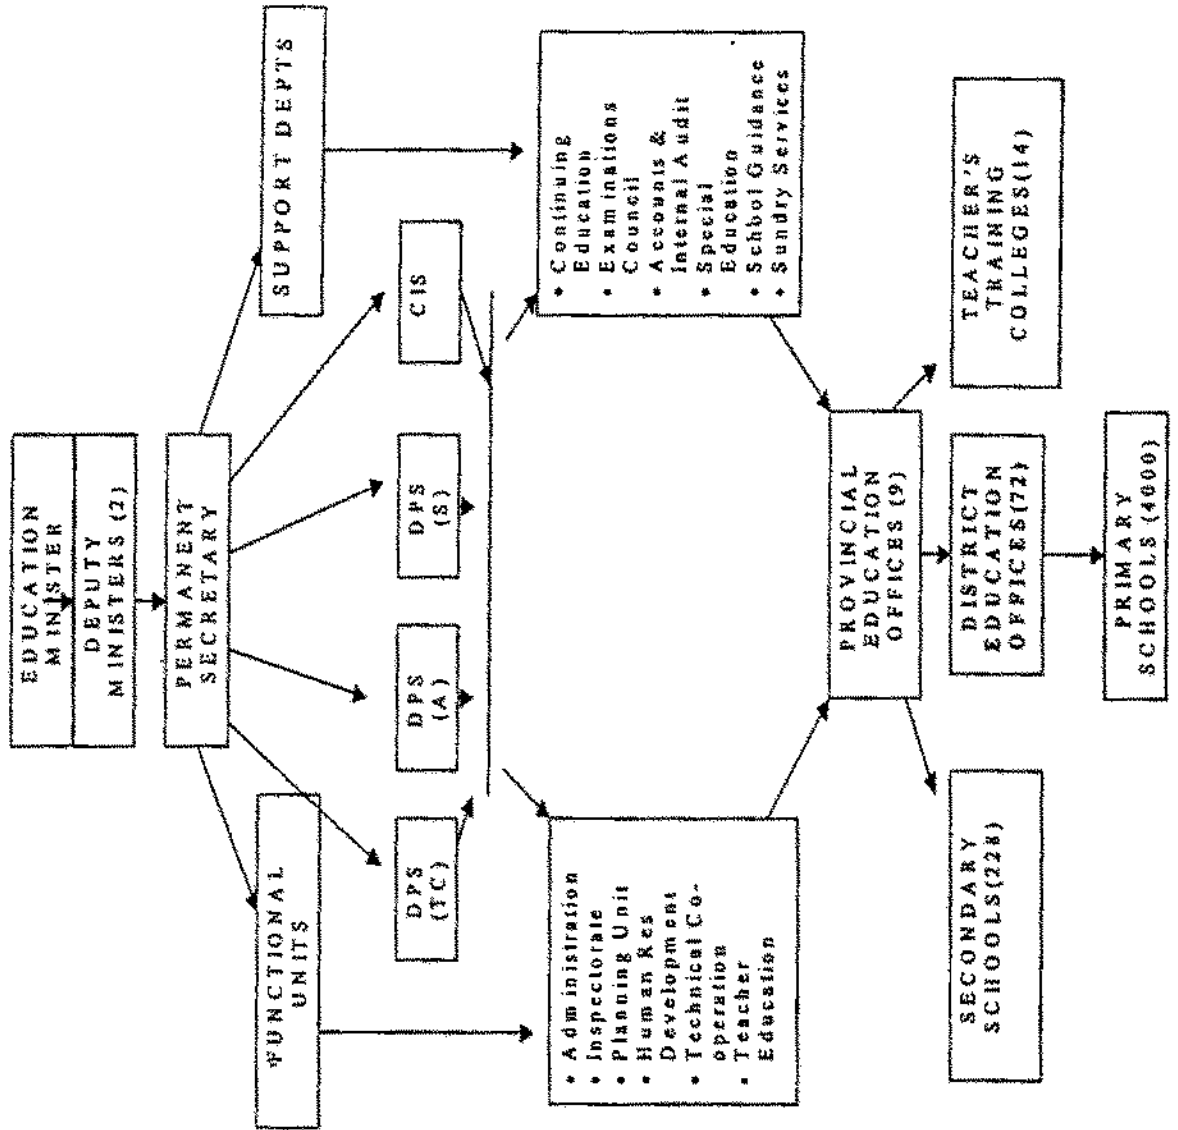 EDUCATION
MINISTER
DEPUTY
MINISTERS (2)
PERMANENT
SECRETARY
FUNCTIONAL
UNITS
SUPPORT DEPTS
DPS
(TC)
DPS
(A)
DPS
(S)
CIS
• Administration
• Inspectorate
• Planning Unit
• Human Res
Development
• Technical Co-
operation
• Teacher
Education
• Continuing
Education
• Examinations
Council
• Accounts &
Internal Audit
• Special
Education
• School Guidance
• Sundry Services
PROVINCIAL
EDUCATION
OFFICES (9)
SECONDARY
SCHOOLS(228)
DISTRICT
EDUCATION
OFFICES(72)
TEACHER'S
TRAINING
COLLEGES(14)
PRIMARY
SCHOOLS (4000)